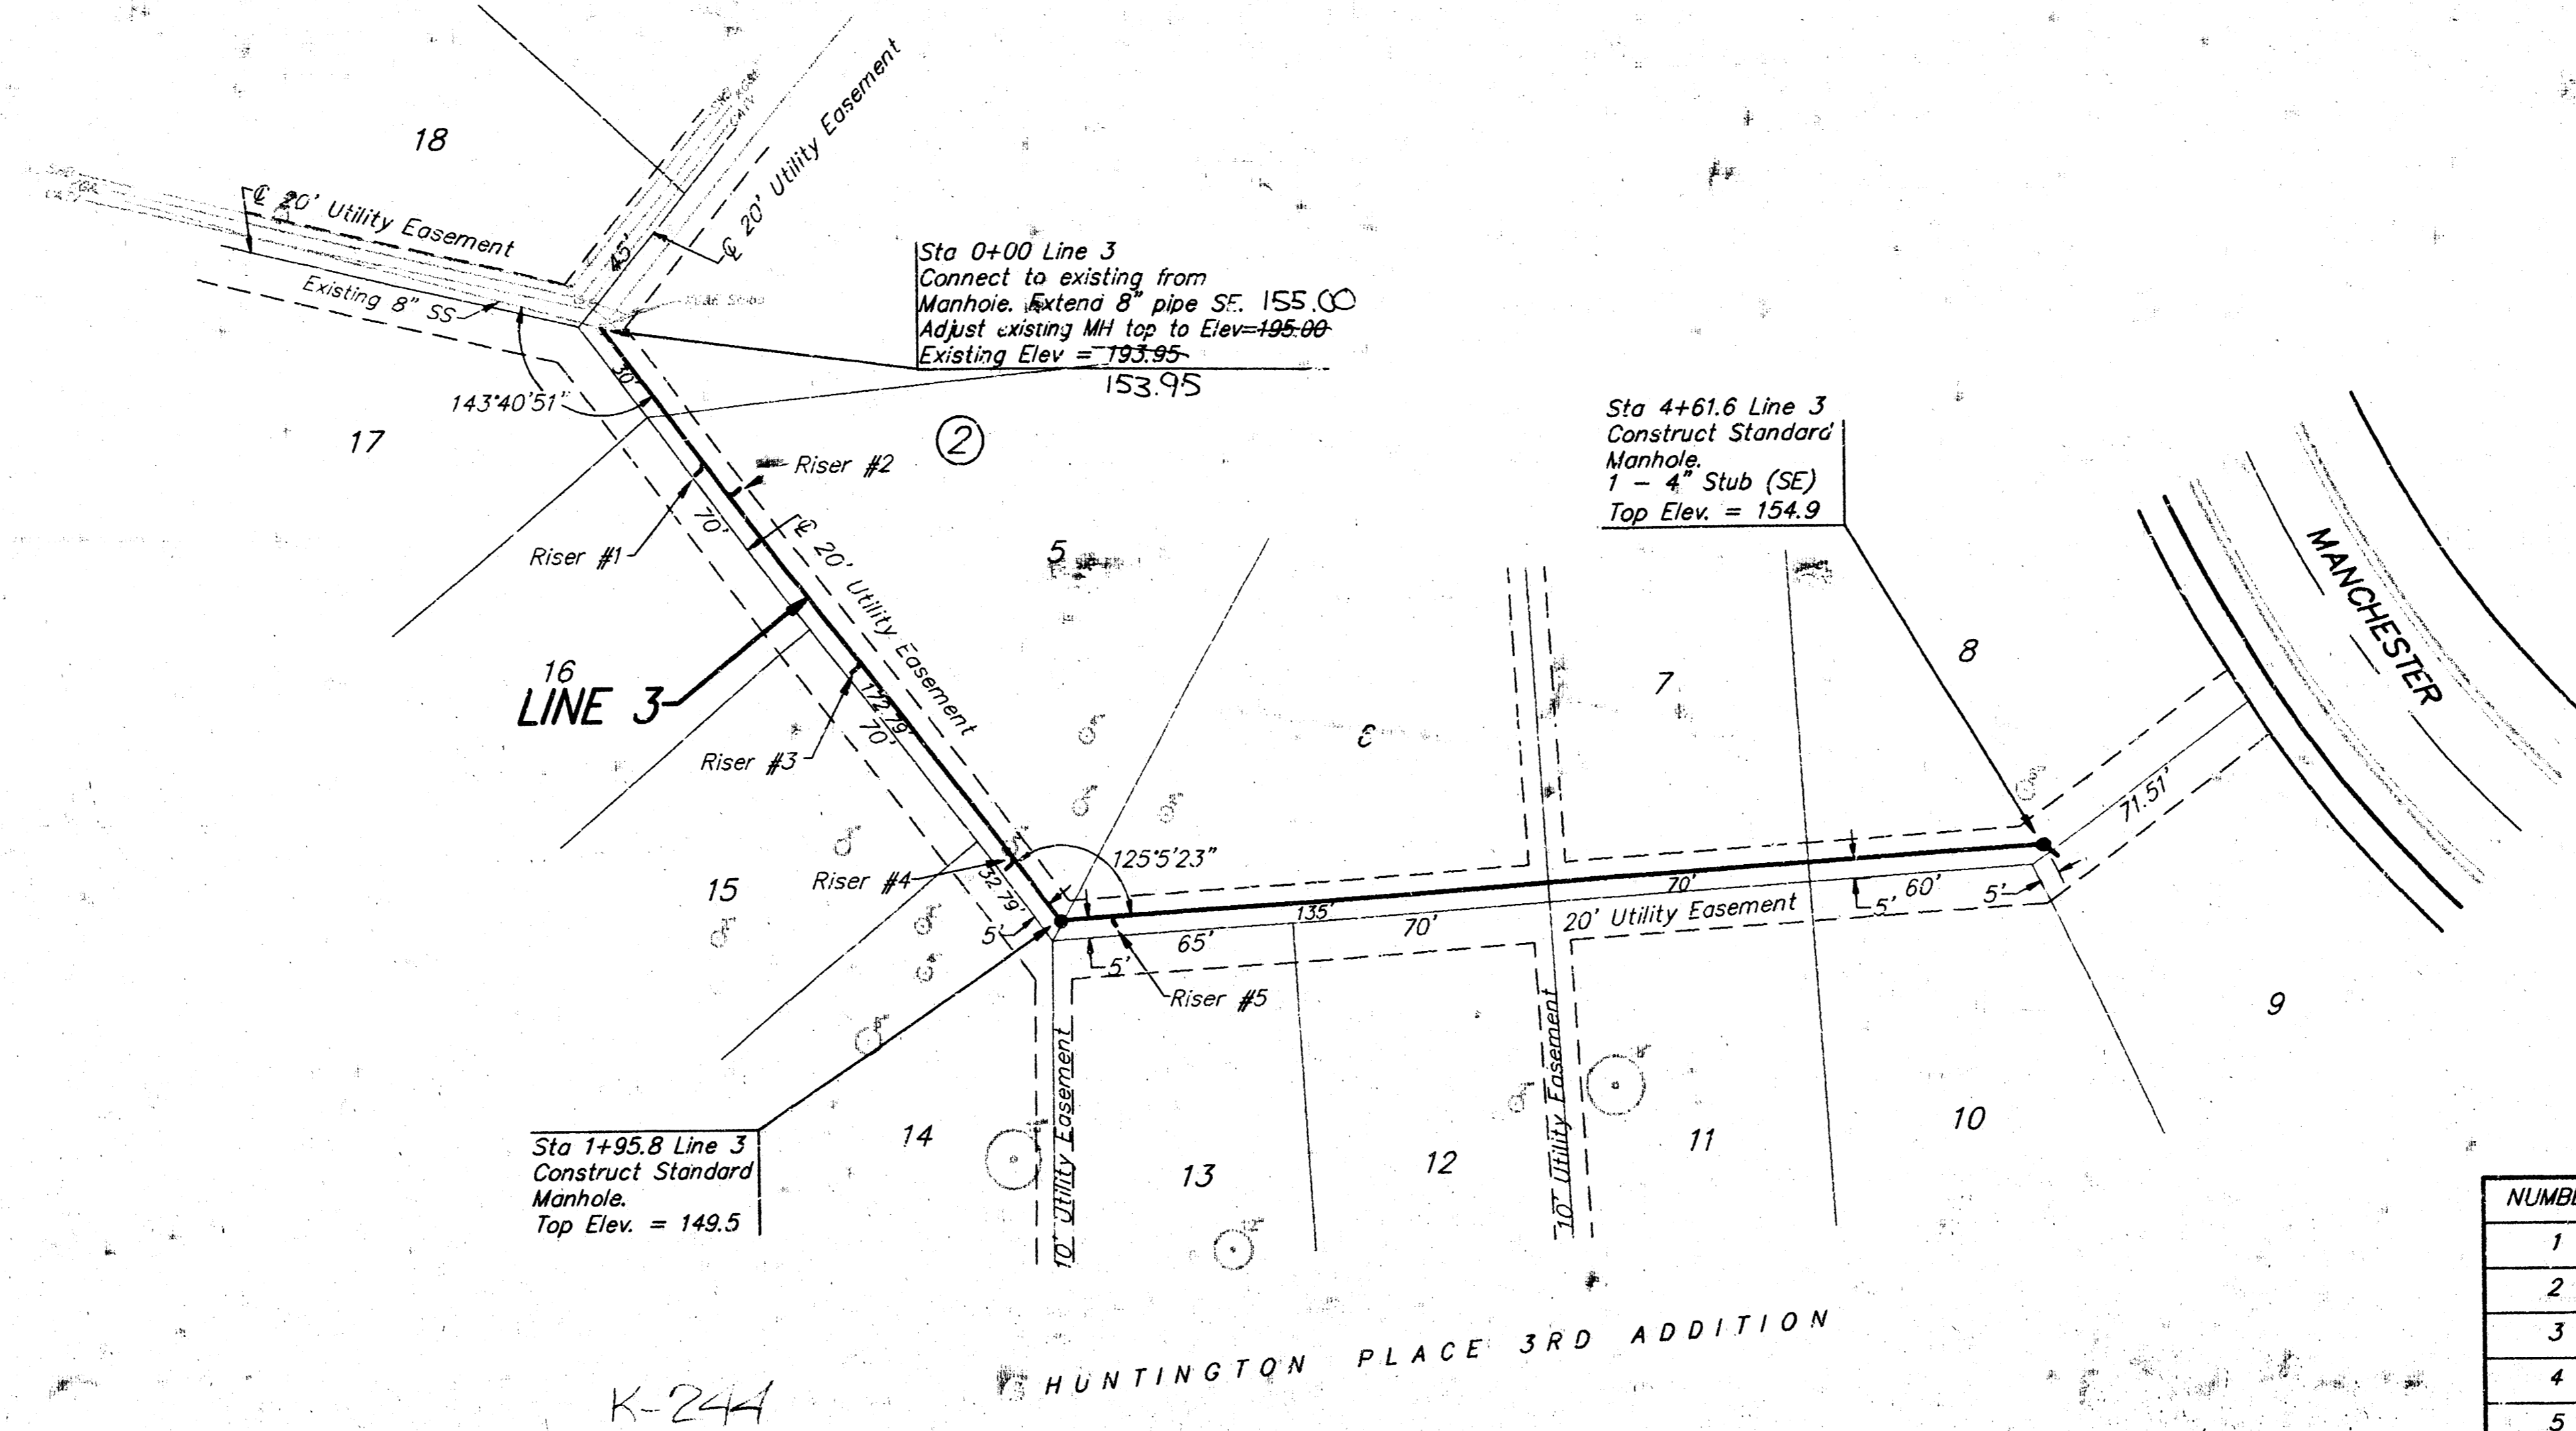 18
℄ 20' Utility Easement
℄ 20' Utility Easement
45'
Existing 8" SS
Sta 0+00 Line 3
Connect to existing from
Manhole. Extend 8" pipe SE. 155.00
Adjust existing MH top to Elev=195.00
Existing Elev = 193.95
153.95
30'
143°40'51"
17
2
Riser #2
Sta 4+61.6 Line 3
Construct Standard
Manhole.
1 - 4" Stub (SE)
Top Elev. = 154.9
70'
Riser #1
℄ 20' Utility Easement
5
MANCHESTER
8
7
6
16
LINE 3
172.79'
70'
Riser #3
71.51'
125°5'23"
15
Riser #4
32.79'
5'
135'
70'
65'
70'
20' Utility Easement
5'
60'
5'
5'
Riser #5
9
10' Utility Easement
10' Utility Easement
Sta 1+95.8 Line 3
Construct Standard
Manhole.
Top Elev. = 149.5
14
13
12
11
10
HUNTINGTON PLACE 3RD ADDITION
K-244
NUMBE
1
2
3
4
5